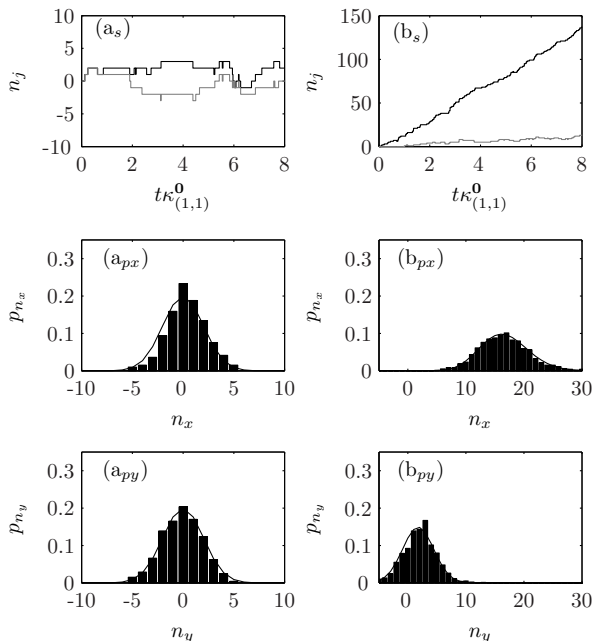 (a_s)
n_j
10
5
0
-5
-10
0 2 4 6 8
tκ^0_(1,1)
(b_s)
n_j
150
100
50
0
2 4 6 8
tκ^0_(1,1)
(a_px)
p_n_x
0.3
0.2
0.1
0
-10 -5 0 5 10
n_x
(b_px)
p_n_x
0.3
0.2
0.1
0
0 10 20 30
n_x
(a_py)
p_n_y
0.3
0.2
0.1
0
-10 -5 0 5 10
n_y
(b_py)
p_n_y
0.3
0.2
0.1
0
0 10 20 30
n_y